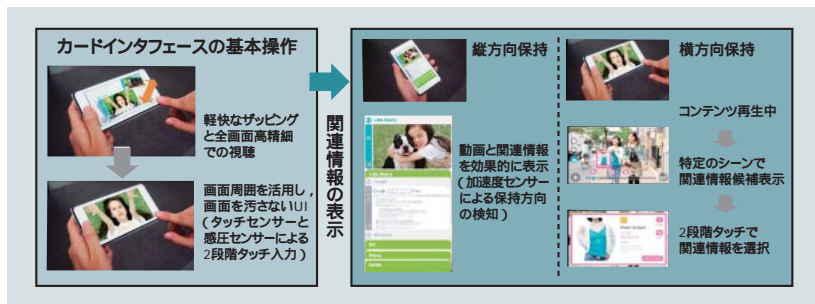 カードインタフェースの基本操作
軽快なザッピング
と全画面高精細
での視聴
画面周囲を活用し，
画面を汚さないUI
（タッチセンサーと
感圧センサーによる
2段階タッチ入力）
関連情報の表示
縦方向保持
動画と関連情報
を効果的に表示
（加速度センサー
による保持方向
の検知）
横方向保持
コンテンツ再生中
特定のシーンで
関連情報候補表示
2段階タッチで
関連情報を選択